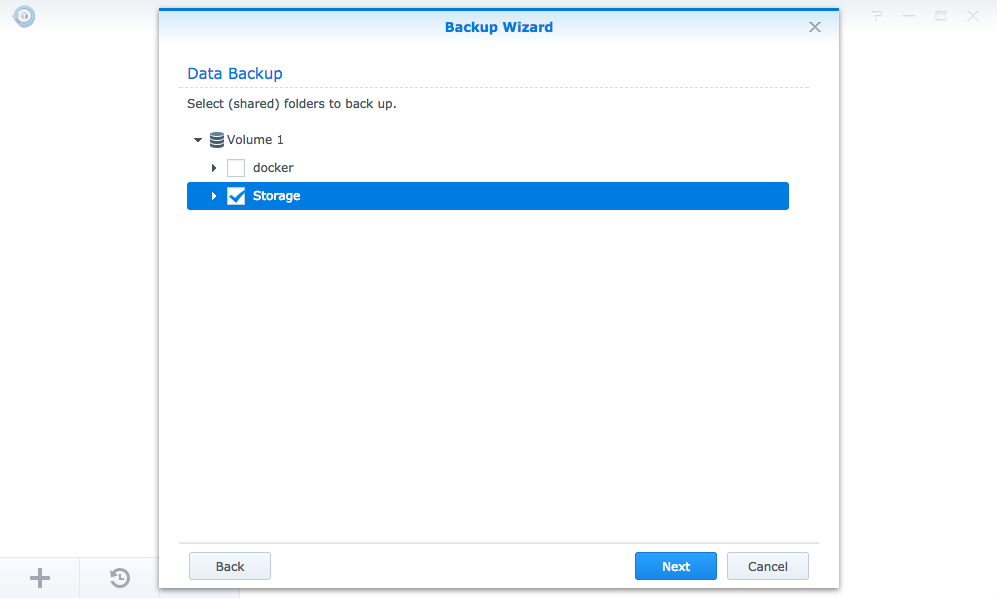 Backup Wizard
Data Backup
Select (shared) folders to back up.
Volume 1
docker
Storage
Back
Next
Cancel